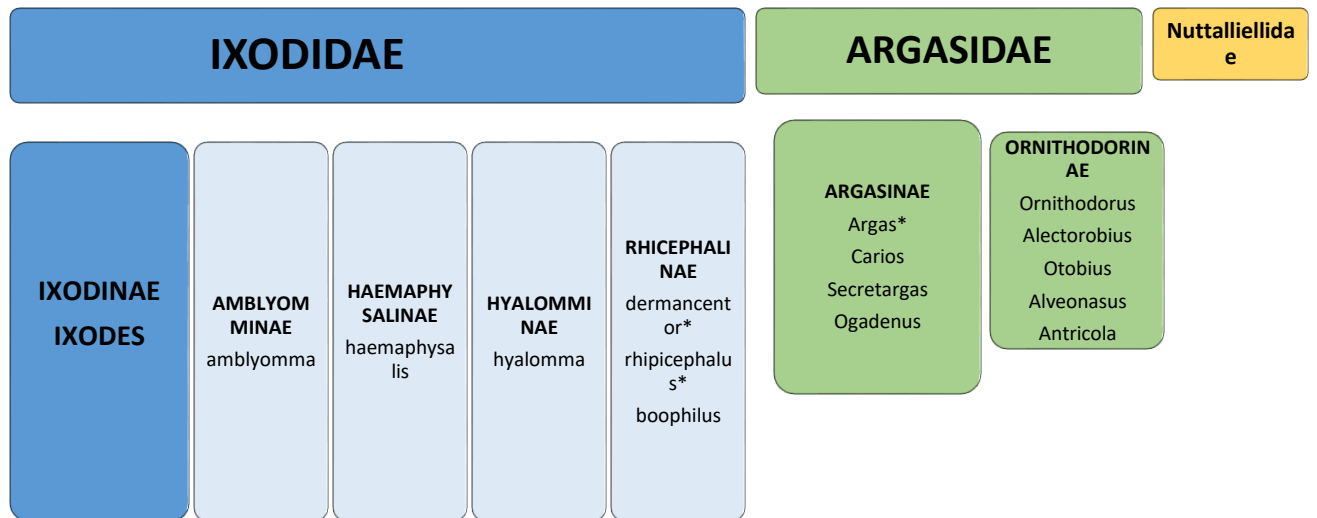 IXODIDAE
ARGASIDAE
Nuttalliellida
e
IXODINAE
IXODES
AMBLYOM
MINAE
amblyomma
HAEMAPHY
SALINAE
haemaphysa
lis
HYALOMMI
NAE
hyalomma
RHICEPHALI
NAE
dermancent
or*
rhipicephalu
s*
boophilus
ARGASINAE
Argas*
Carios
Secretargas
Ogadenus
ORNITHODORIN
AE
Ornithodorus
Alectorobius
Otobius
Alveonasus
Antricola